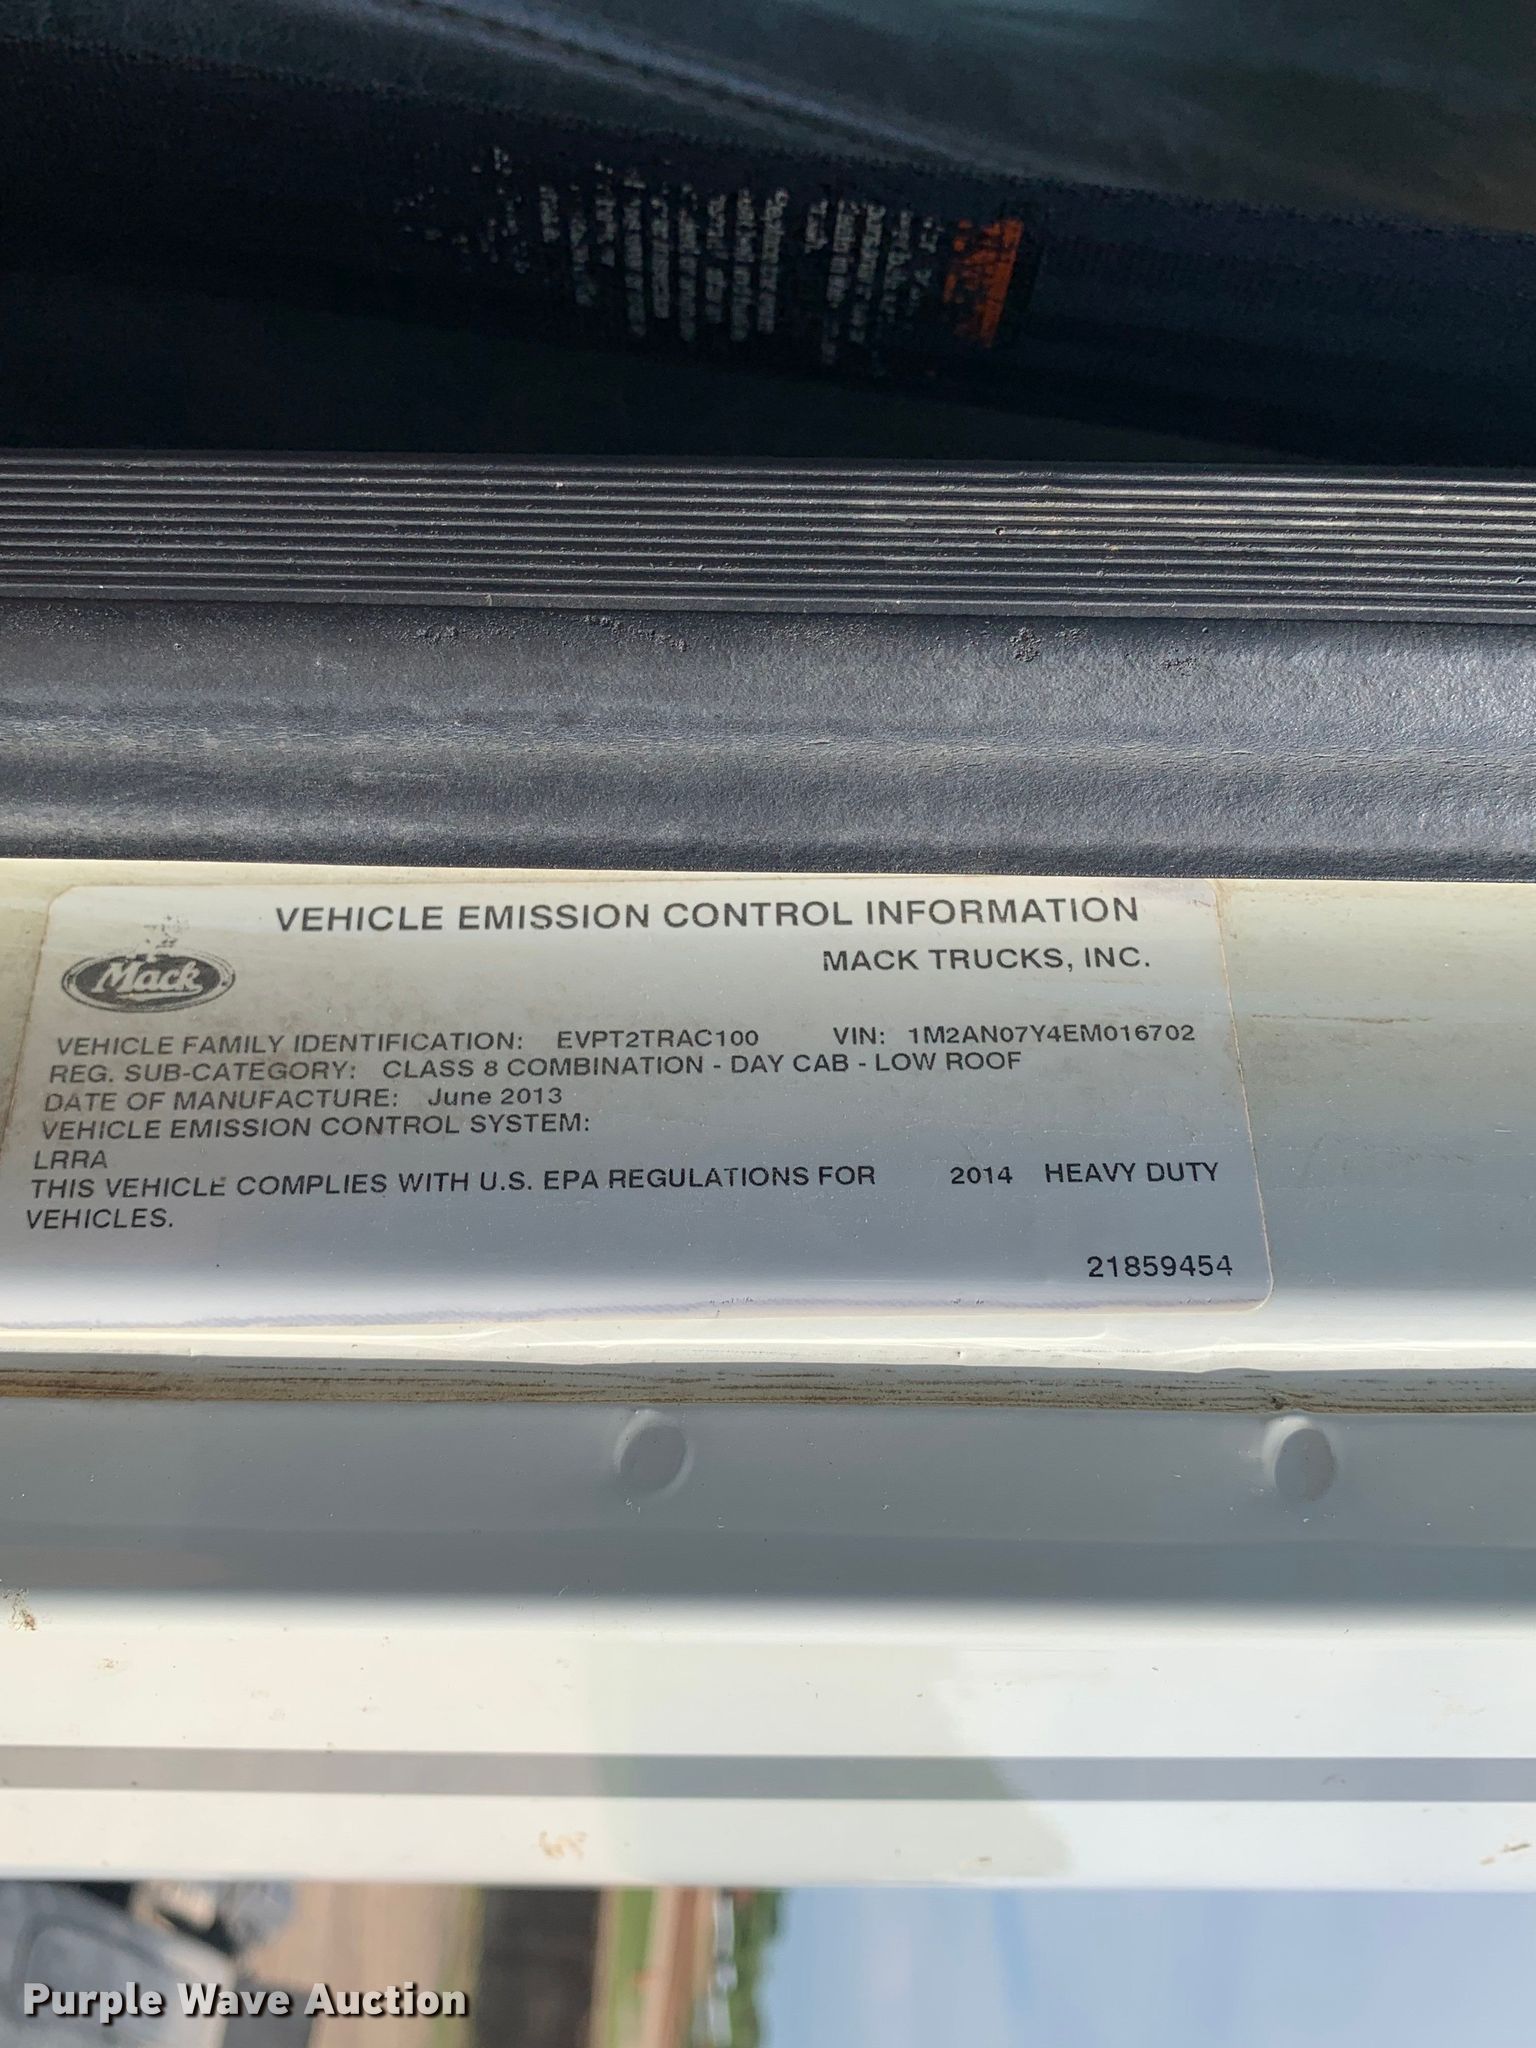 VEHICLE EMISSION CONTROL INFORMATION
MACK TRUCKS, INC.
Mack
VEHICLE FAMILY IDENTIFICATION: EVPT2TRAC100 VIN: 1M2AN07Y4EM016702
REG. SUB-CATEGORY: CLASS 8 COMBINATION - DAY CAB - LOW ROOF
DATE OF MANUFACTURE: June 2013
VEHICLE EMISSION CONTROL SYSTEM:
LRRA
THIS VEHICLE COMPLIES WITH U.S. EPA REGULATIONS FOR 2014 HEAVY DUTY
VEHICLES.
21859454
Purple Wave Auction